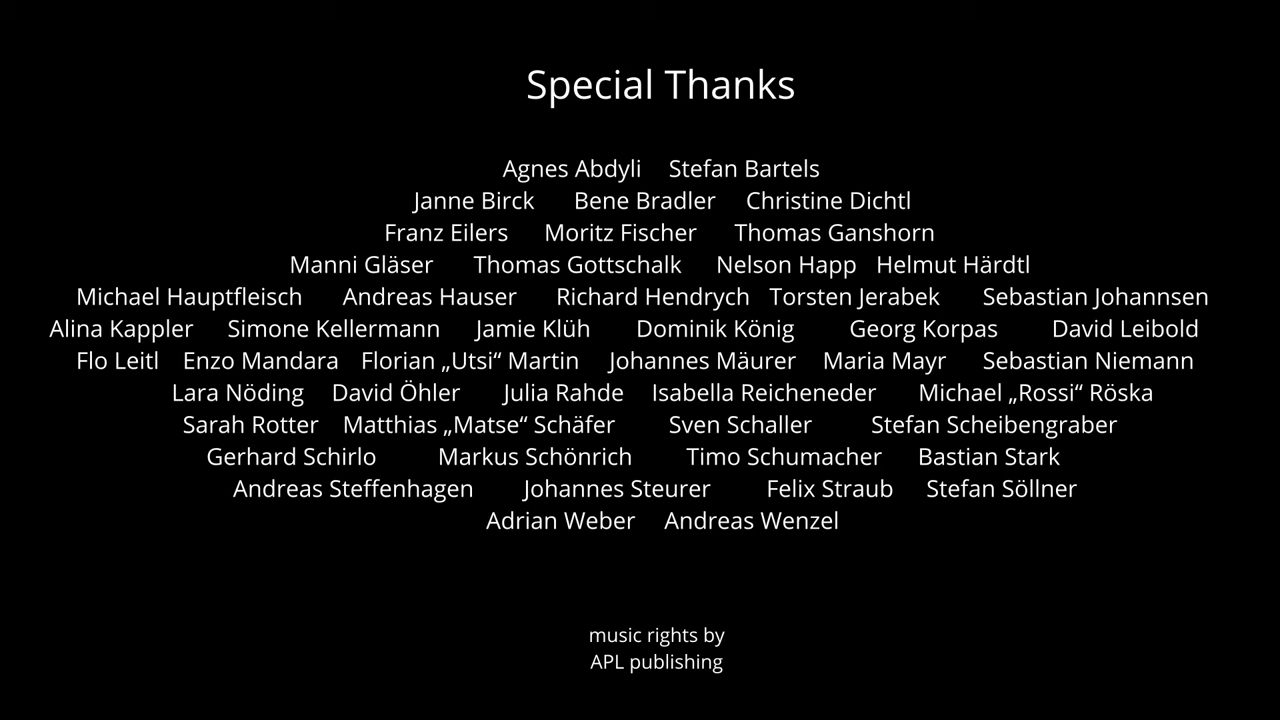 Special Thanks
Agnes Abdyli Stefan Bartels
Janne Birck Bene Bradler Christine Dichtl
Franz Eilers Moritz Fischer Thomas Ganshorn
Manni Gläser Thomas Gottschalk Nelson Happ Helmut Härdtl
Michael Hauptfleisch Andreas Hauser Richard Hendrych Torsten Jerabek Sebastian Johannsen
Alina Kappler Simone Kellermann Jamie Klüh Dominik König Georg Korpas David Leibold
Flo Leitl Enzo Mandara Florian „Utsi“ Martin Johannes Mäurer Maria Mayr Sebastian Niemann
Lara Nöding David Öhler Julia Rahde Isabella Reicheneder Michael „Rossi“ Röska
Sarah Rotter Matthias „Matse“ Schäfer Sven Schaller Stefan Scheibengraber
Gerhard Schirlo Markus Schönrich Timo Schumacher Bastian Stark
Andreas Steffenhagen Johannes Steurer Felix Straub Stefan Söllner
Adrian Weber Andreas Wenzel
music rights by
APL publishing